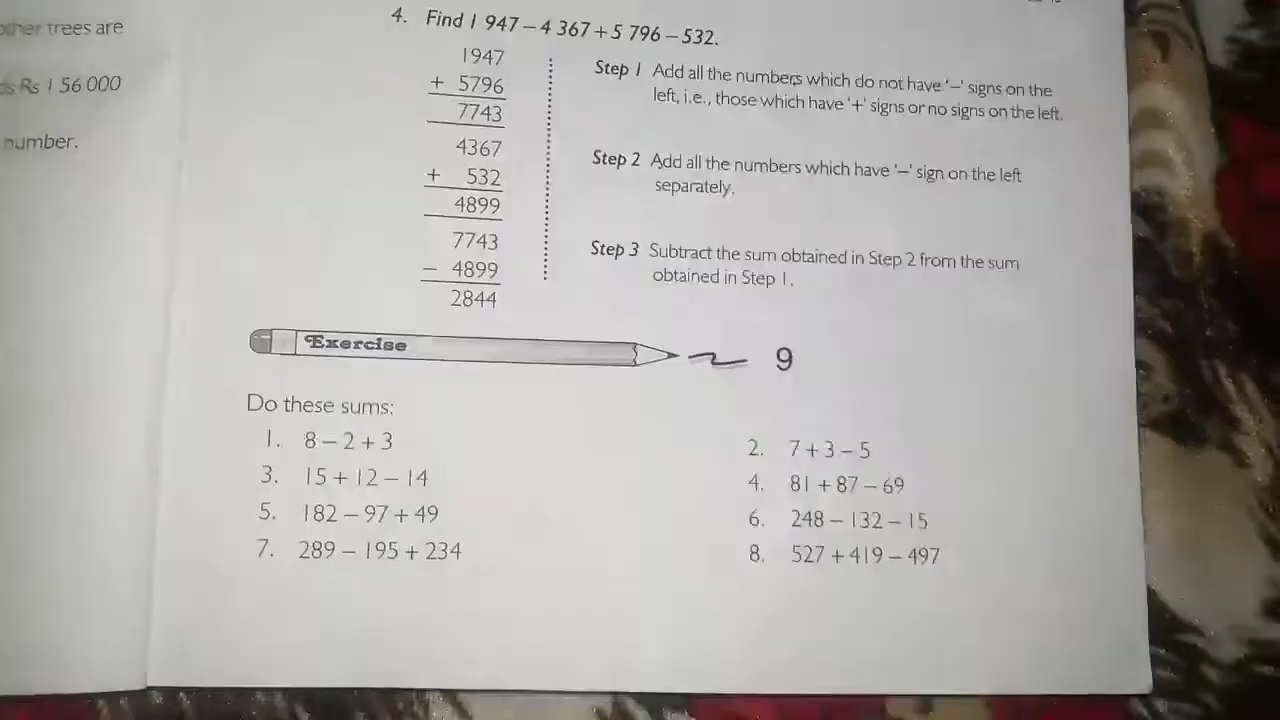 other trees are
Rs 1 56 000
number.
4. Find 1 947 – 4 367 + 5 796 – 532.
1947
+ 5796
7743
4367
+ 532
4899
7743
– 4899
2844
Step 1 Add all the numbers which do not have '–' signs on the
left, i.e., those which have '+' signs or no signs on the left.
Step 2 Add all the numbers which have '–' sign on the left
separately.
Step 3 Subtract the sum obtained in Step 2 from the sum
obtained in Step 1.
Exercise 9
Do these sums:
1. 8 – 2 + 3
2. 7 + 3 – 5
3. 15 + 12 – 14
4. 81 + 87 – 69
5. 182 – 97 + 49
6. 248 – 132 – 15
7. 289 – 195 + 234
8. 527 + 419 – 497